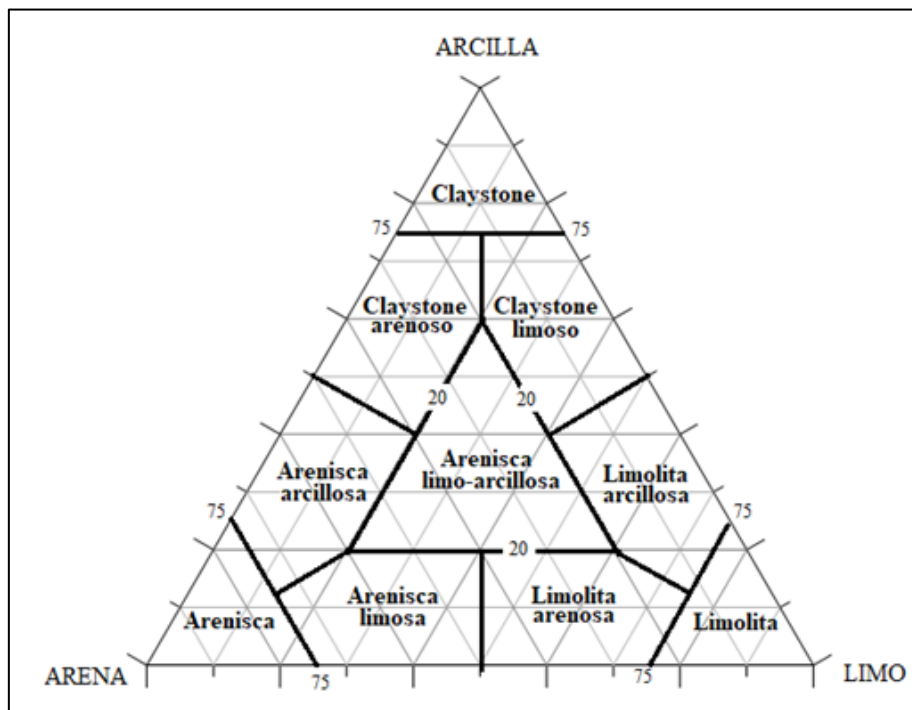 ARCILLA
Claystone
75
75
Claystone
arenoso
Claystone
limoso
20
20
Arenisca
arcillosa
Arenisca
limo-arcillosa
Limolita
arcillosa
75
75
20
Arenisca
limosa
Limolita
arenosa
Arenisca
Limolita
ARENA
75
75
LIMO